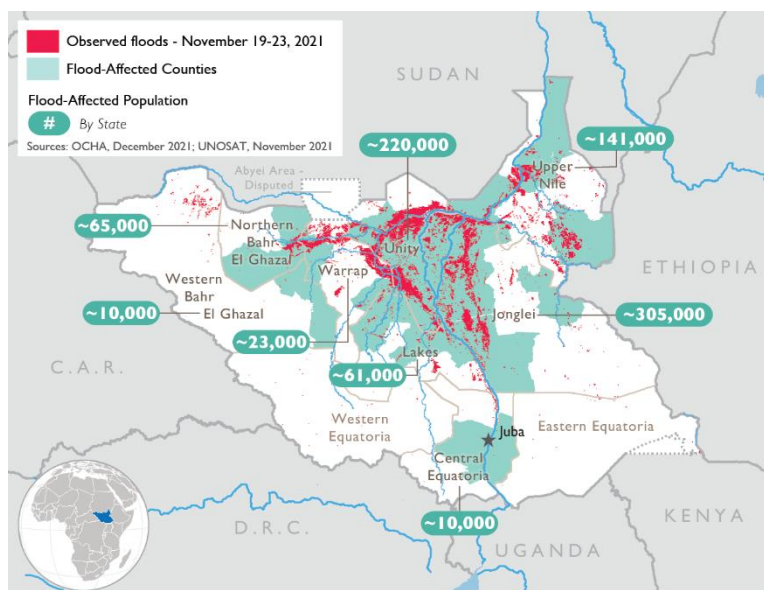 Observed floods - November 19-23, 2021
Flood-Affected Counties
Flood-Affected Population
# By State
Sources: OCHA, December 2021; UNOSAT, November 2021
SUDAN
~220,000
~141,000
Abyei Area -
Disputed
Upper
Nile
~65,000
Northern
Bahr
El Ghazal
Unity
ETHIOPIA
Western
Bahr
El Ghazal
Warrap
~10,000
Jonglei
~305,000
~23,000
Lakes
~61,000
C.A.R.
Western
Equatoria
Eastern Equatoria
Juba
Central
Equatoria
~10,000
D.R.C.
KENYA
UGANDA